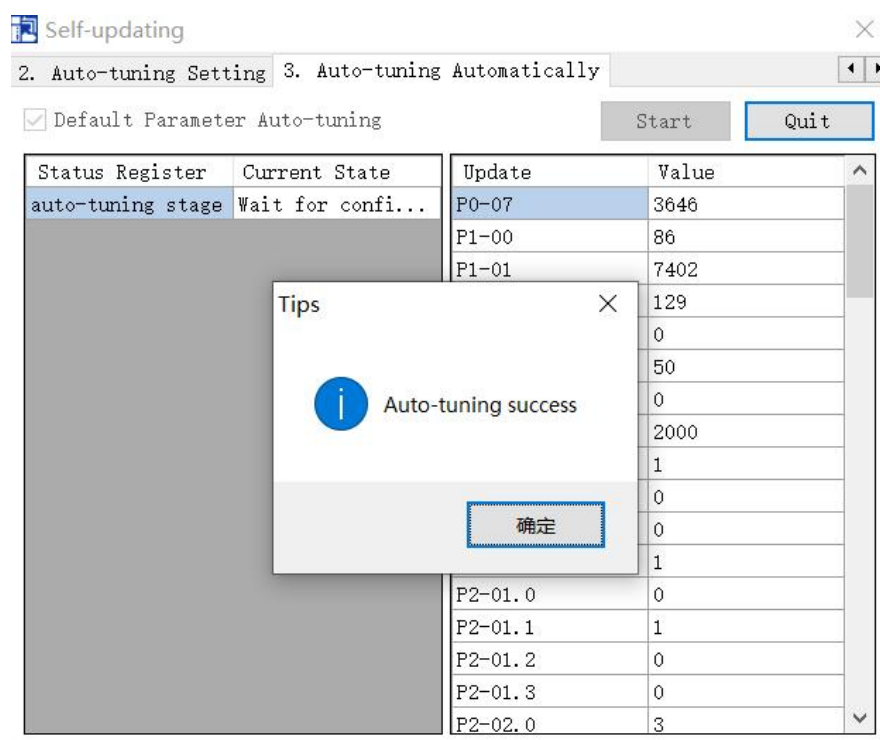 Self-updating
2. Auto-tuning Setting 3. Auto-tuning Automatically
Default Parameter Auto-tuning Start Quit
Status Register Current State Update Value
auto-tuning stage Wait for confi... P0-07 3646
P1-00 86
P1-01 7402
Tips 129
0
50
Auto-tuning success 0
2000
1
0
确定 0
1
P2-01.0 0
P2-01.1 1
P2-01.2 0
P2-01.3 0
P2-02.0 3